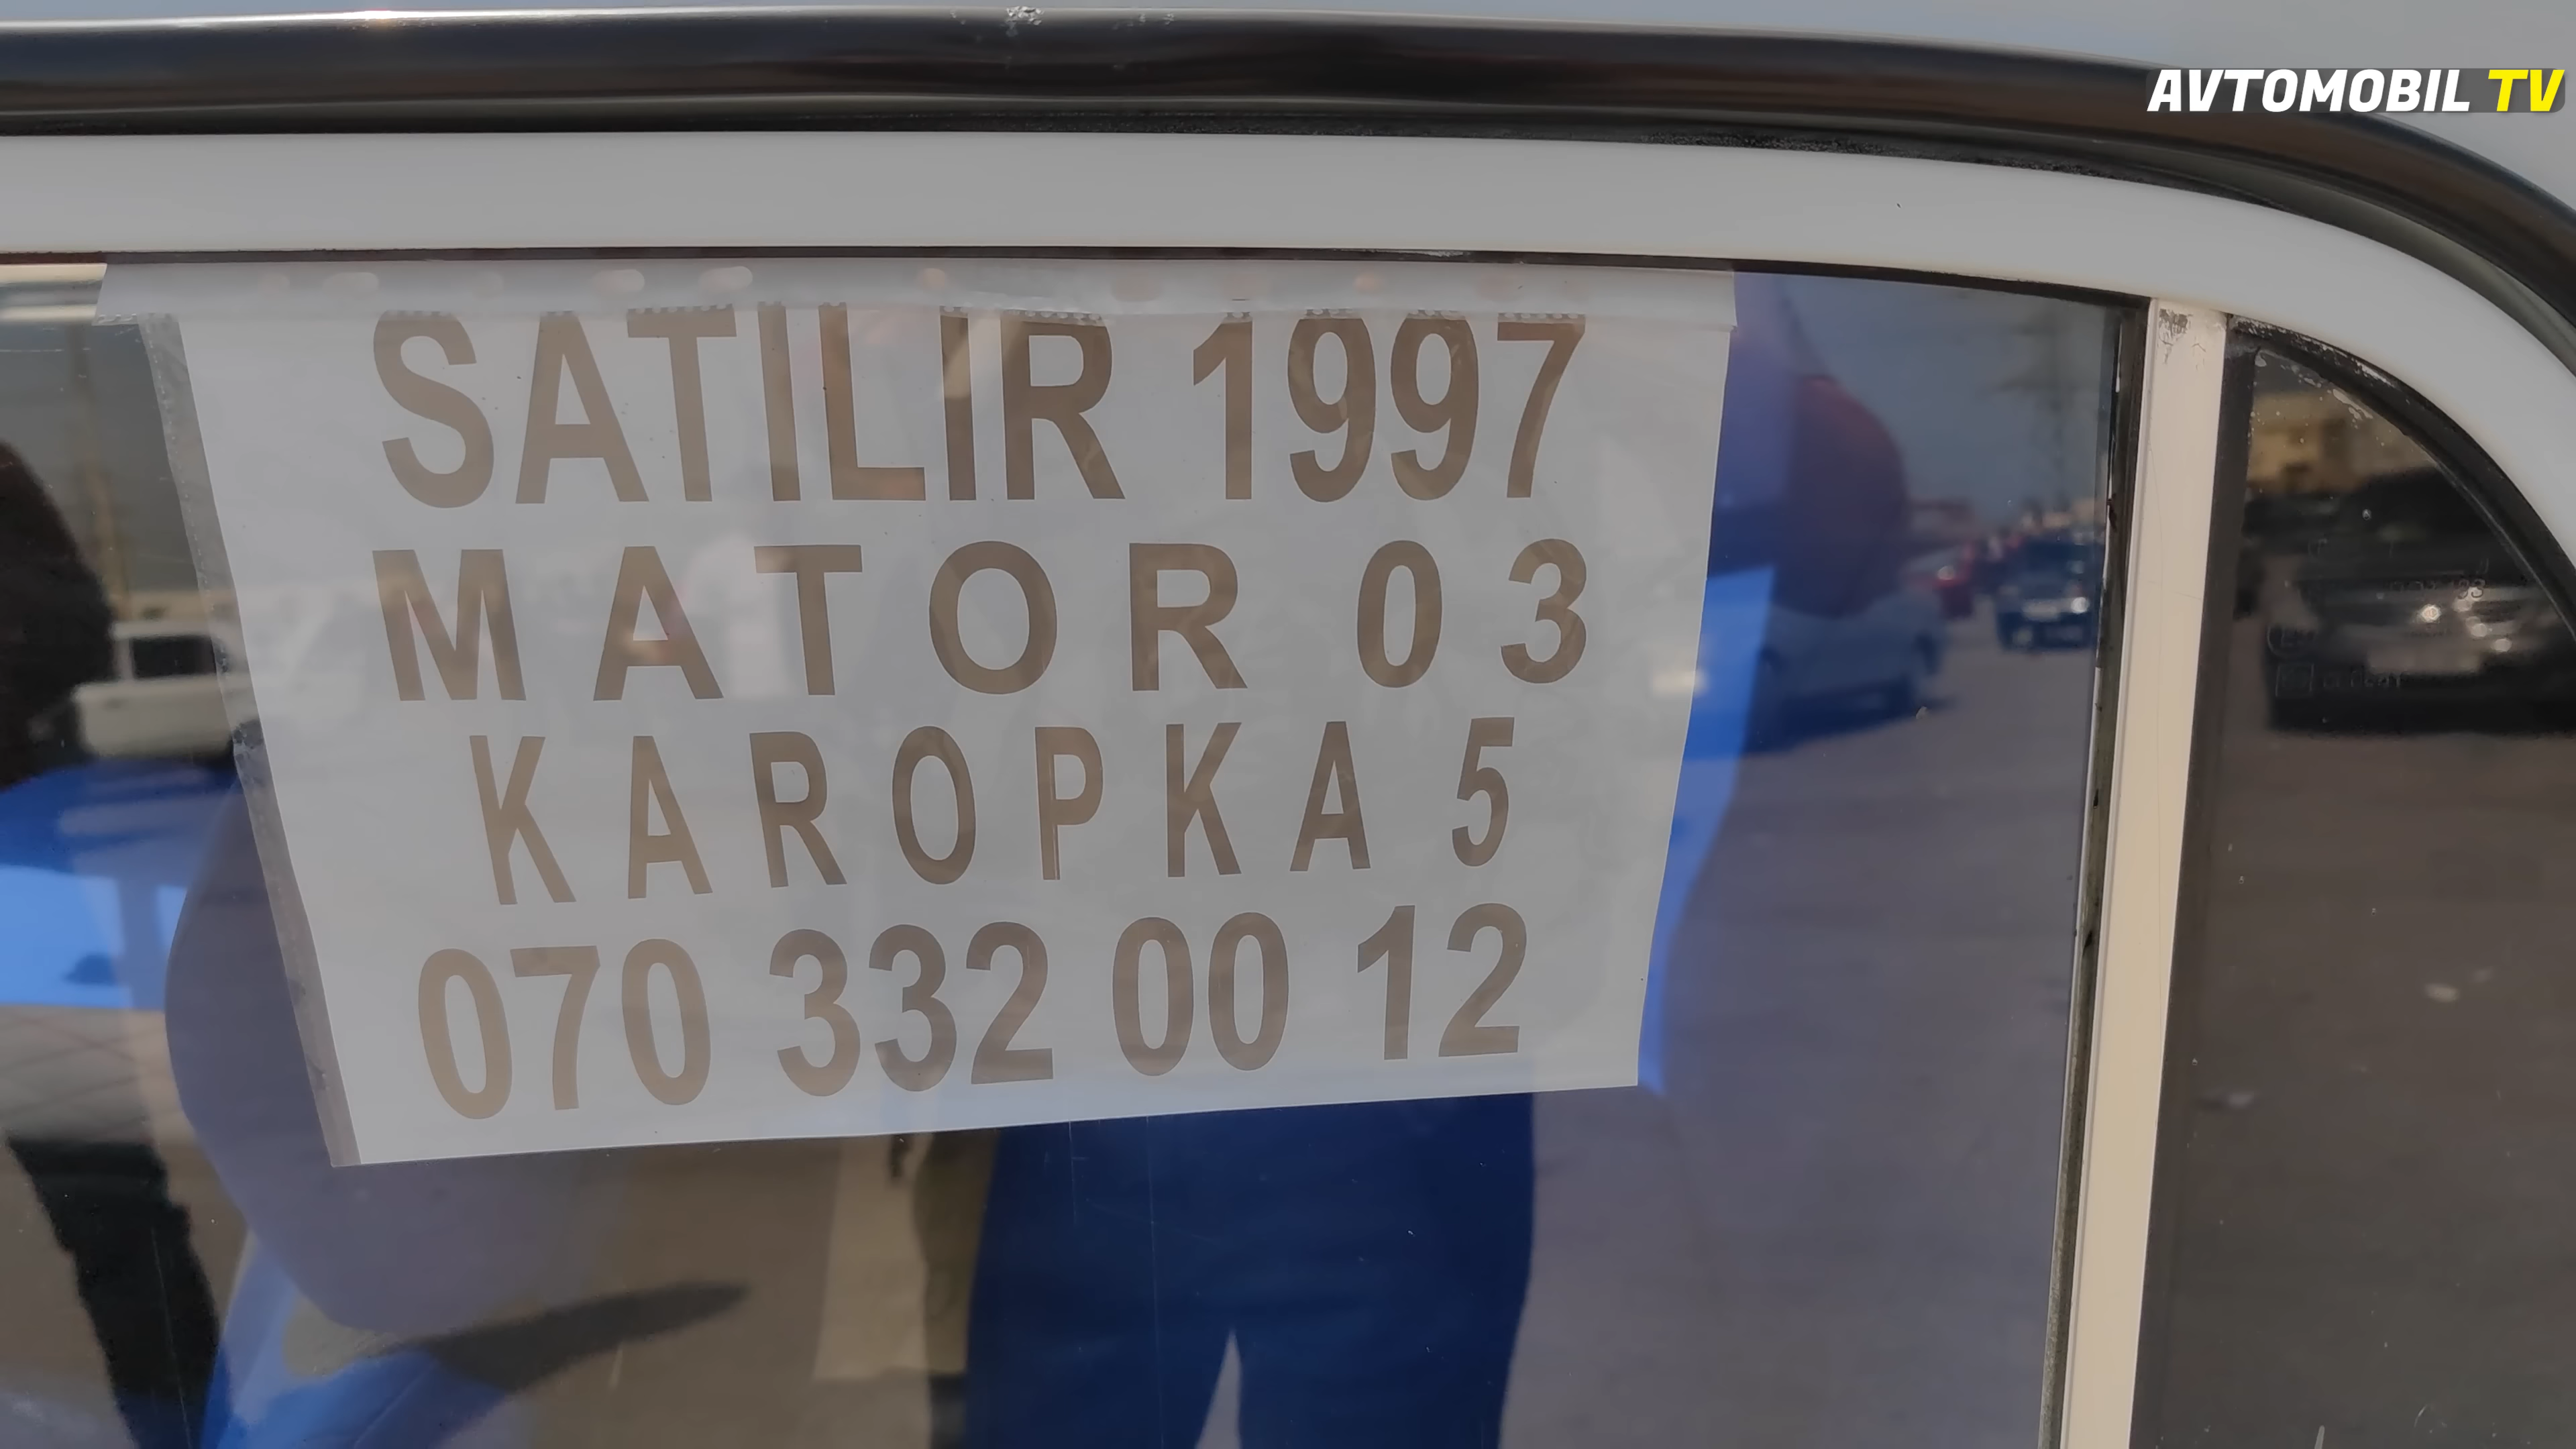 AVTOMOBIL TV
SATILIR 1997
MATOR 03
KAROPKA 5
070 332 00 12